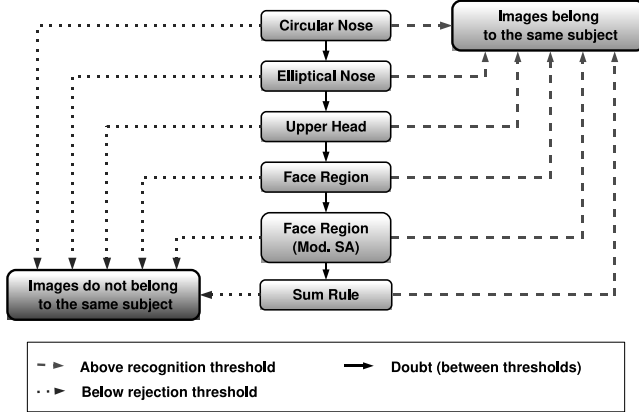 Circular Nose
Images belong
to the same subject
Elliptical Nose
Upper Head
Face Region
Face Region
(Mod. SA)
Images do not belong
to the same subject
Sum Rule
Above recognition threshold
Doubt (between thresholds)
Below rejection threshold